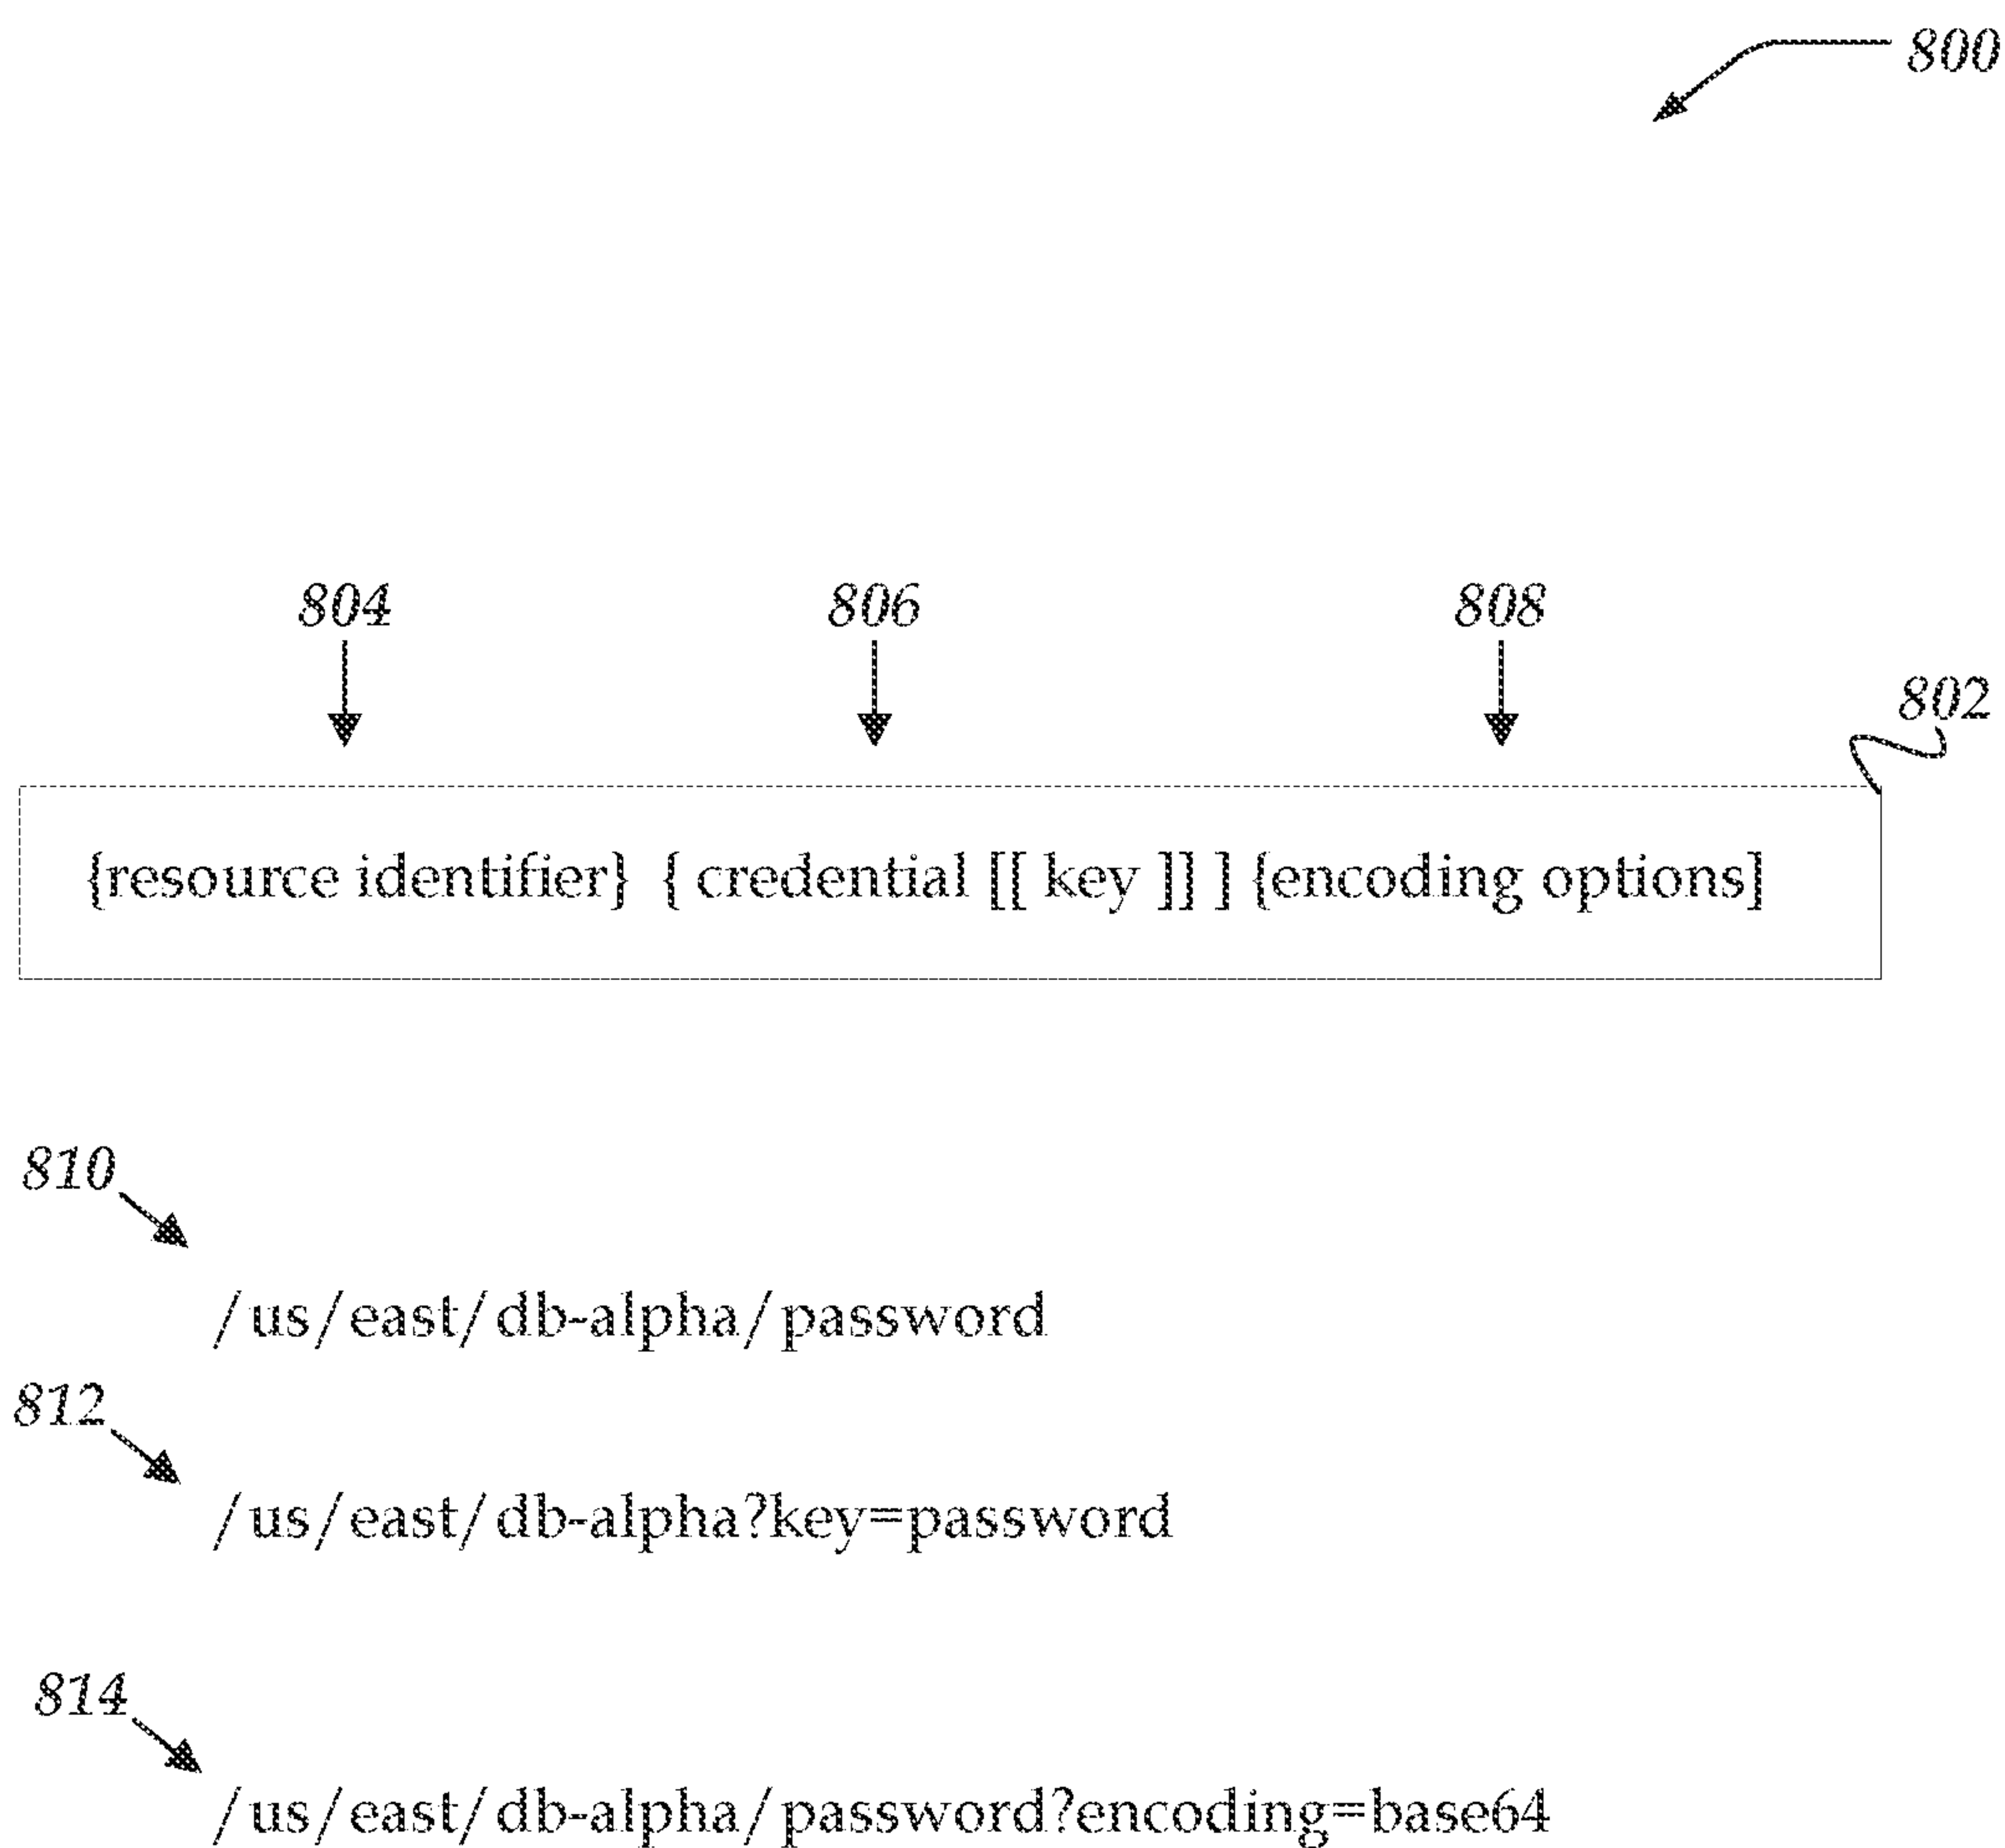 800
804 806 808
802
{resource identifier} { credential [[ key ]] ] {encoding options]
810
/us/east/db-alpha/password
812
/us/east/db-alpha?key=password
814
/us/east/db-alpha/password?encoding=base64